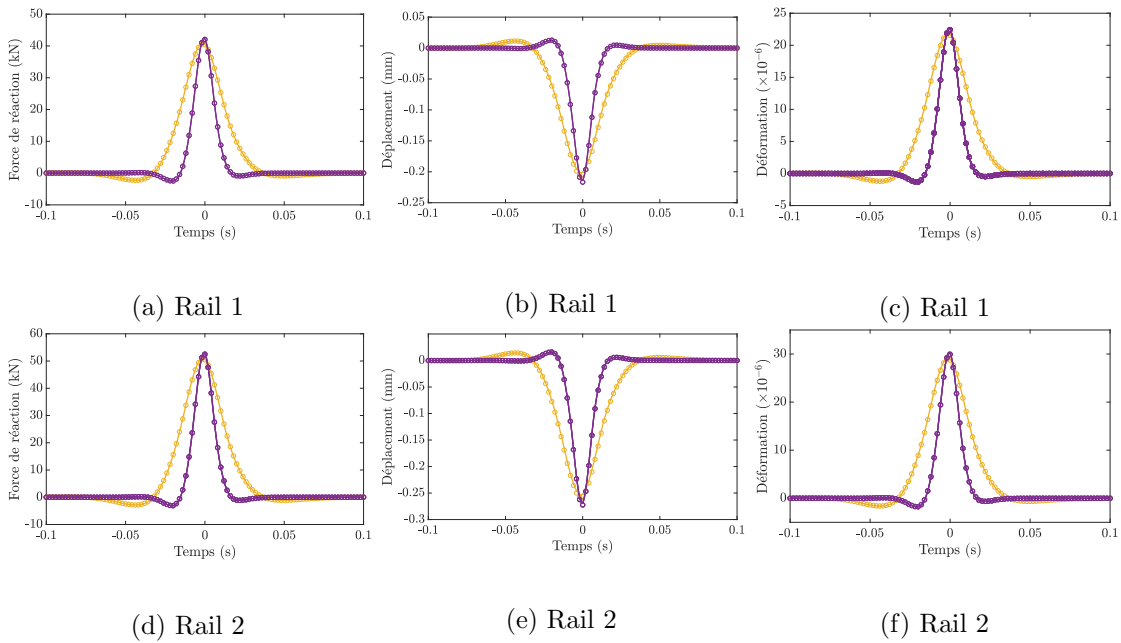 Force de réaction (kN)
50
40
30
20
10
0
-10
-0.1 -0.05 0 0.05 0.1
Temps (s)
(a) Rail 1
Déplacement (mm)
0.05
0
-0.05
-0.1
-0.15
-0.2
-0.25
-0.1 -0.05 0 0.05 0.1
Temps (s)
(b) Rail 1
Déformation (×10⁻⁶)
25
20
15
10
5
0
-5
-0.1 -0.05 0 0.05 0.1
Temps (s)
(c) Rail 1
Force de réaction (kN)
60
50
40
30
20
10
0
-10
-0.1 -0.05 0 0.05 0.1
Temps (s)
(d) Rail 2
Déplacement (mm)
0
-0.05
-0.1
-0.15
-0.2
-0.25
-0.3
-0.1 -0.05 0 0.05 0.1
Temps (s)
(e) Rail 2
Déformation (×10⁻⁶)
30
20
10
0
-0.1 -0.05 0 0.05 0.1
Temps (s)
(f) Rail 2